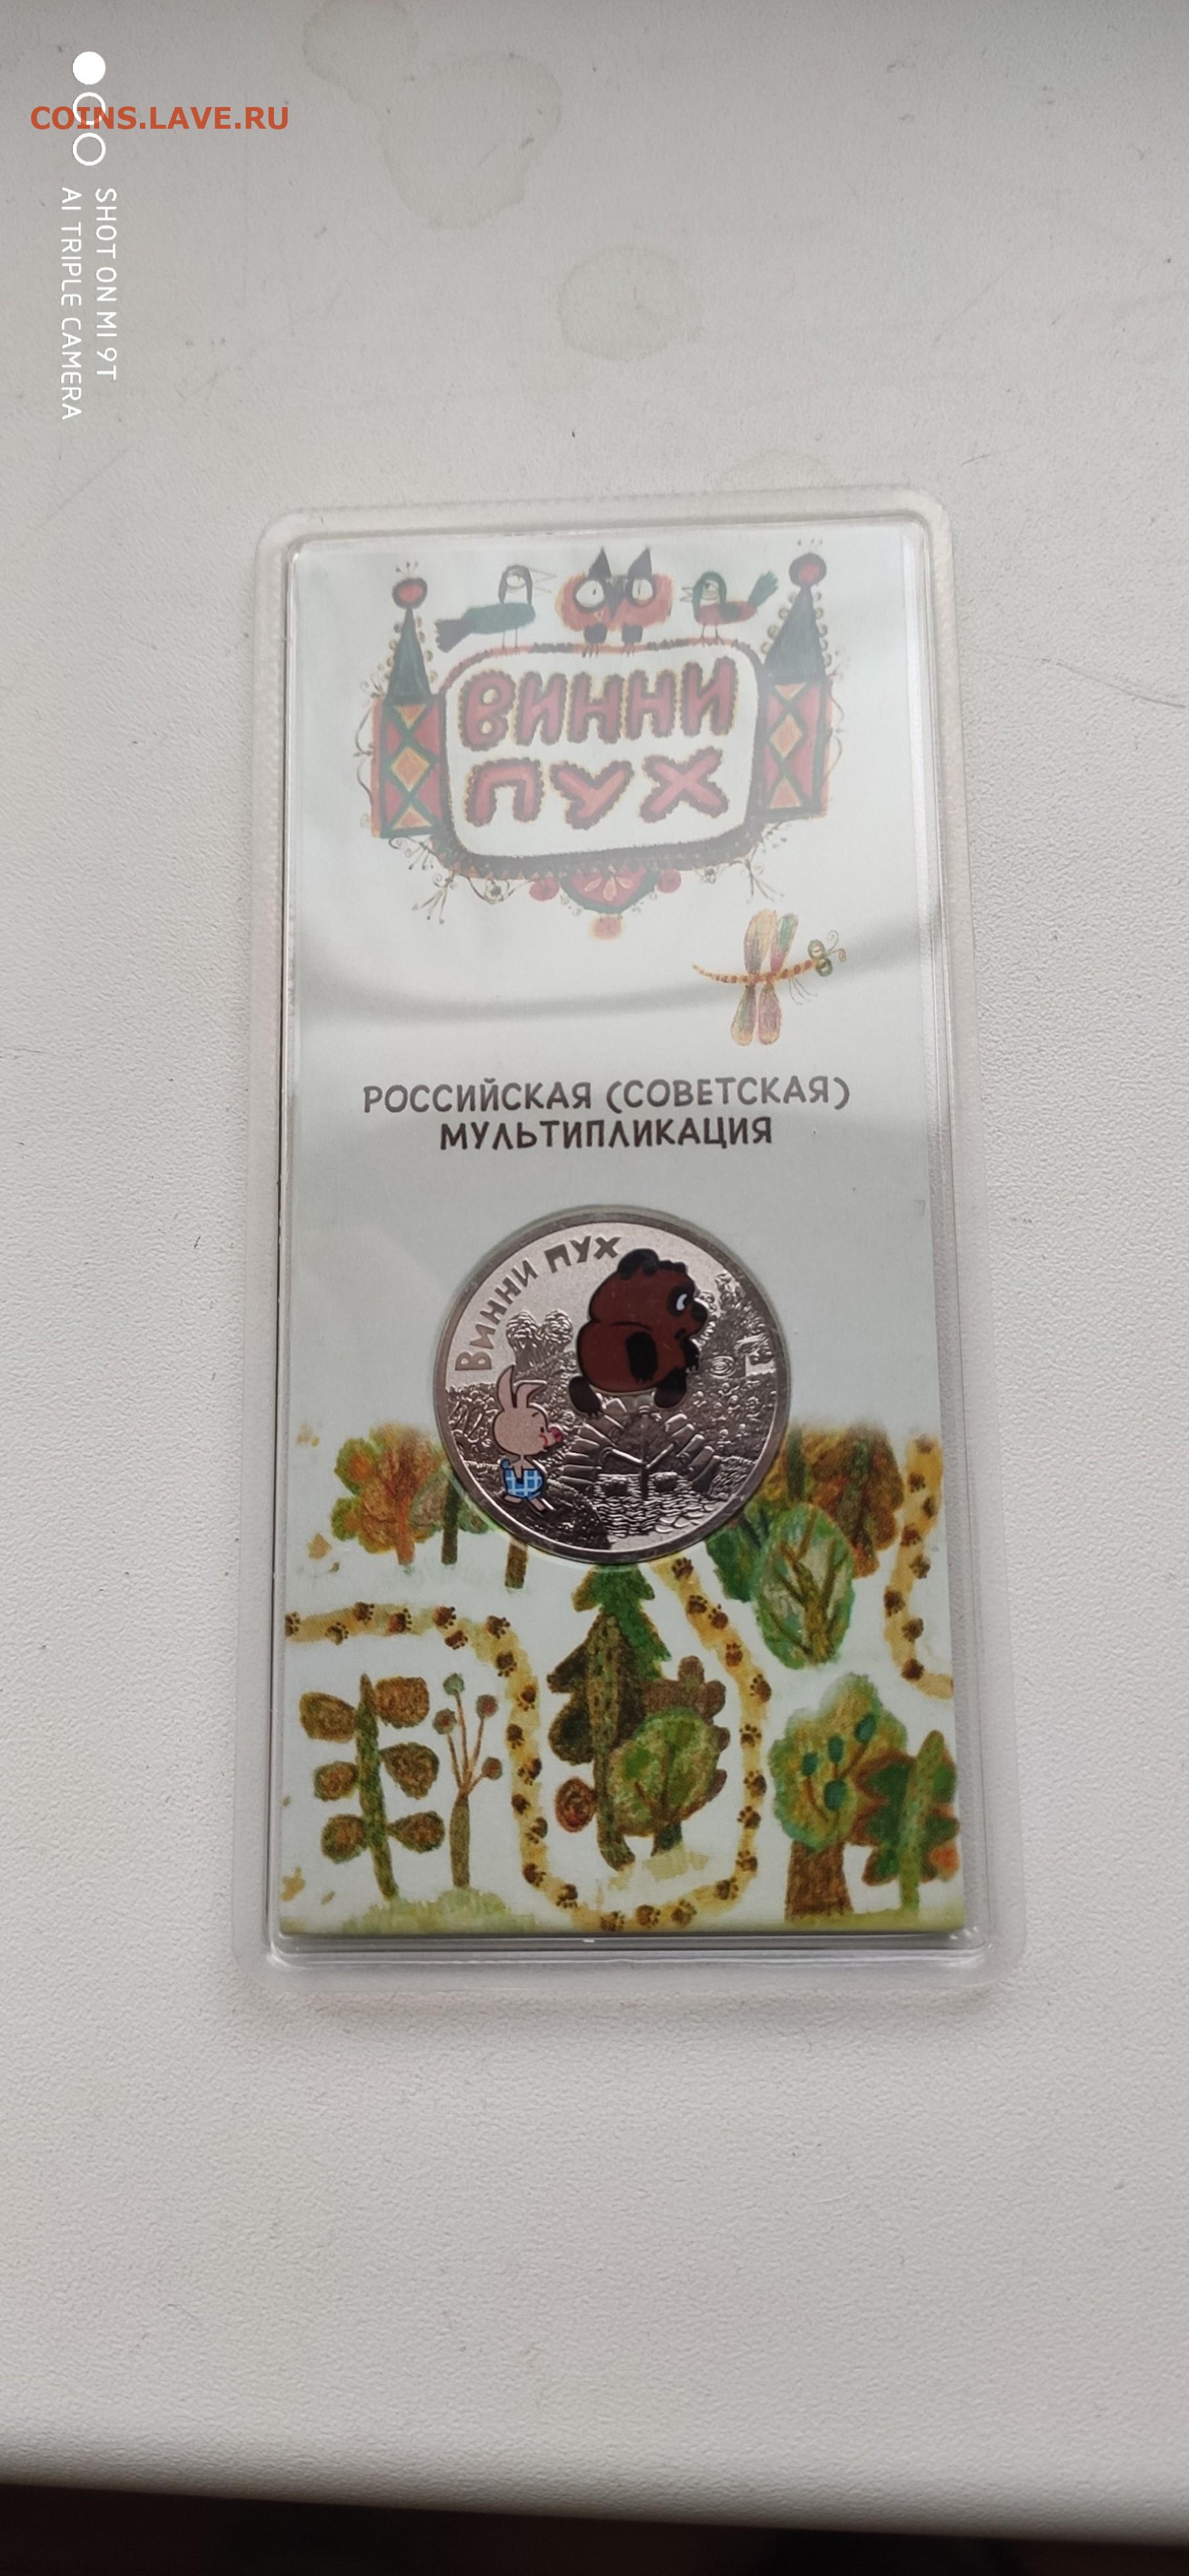 COINS.LAVE.RU
SHOT ON MI 9T
AI TRIPLE CAMERA
ВИННИ
ПУХ
РОССИЙСКАЯ (СОВЕТСКАЯ)
МУЛЬТИПЛИКАЦИЯ
ВИННИ ПУХ